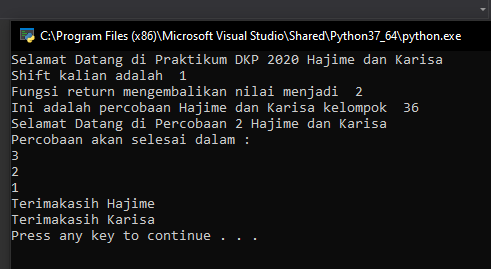 C:\Program Files (x86)\Microsoft Visual Studio\Shared\Python37_64\python.exe
Selamat Datang di Praktikum DKP 2020 Hajime dan Karisa
Shift kalian adalah  1
Fungsi return mengembalikan nilai menjadi  2
Ini adalah percobaan Hajime dan Karisa kelompok  36
Selamat Datang di Percobaan 2 Hajime dan Karisa
Percobaan akan selesai dalam :
3
2
1
Terimakasih Hajime
Terimakasih Karisa
Press any key to continue . . .